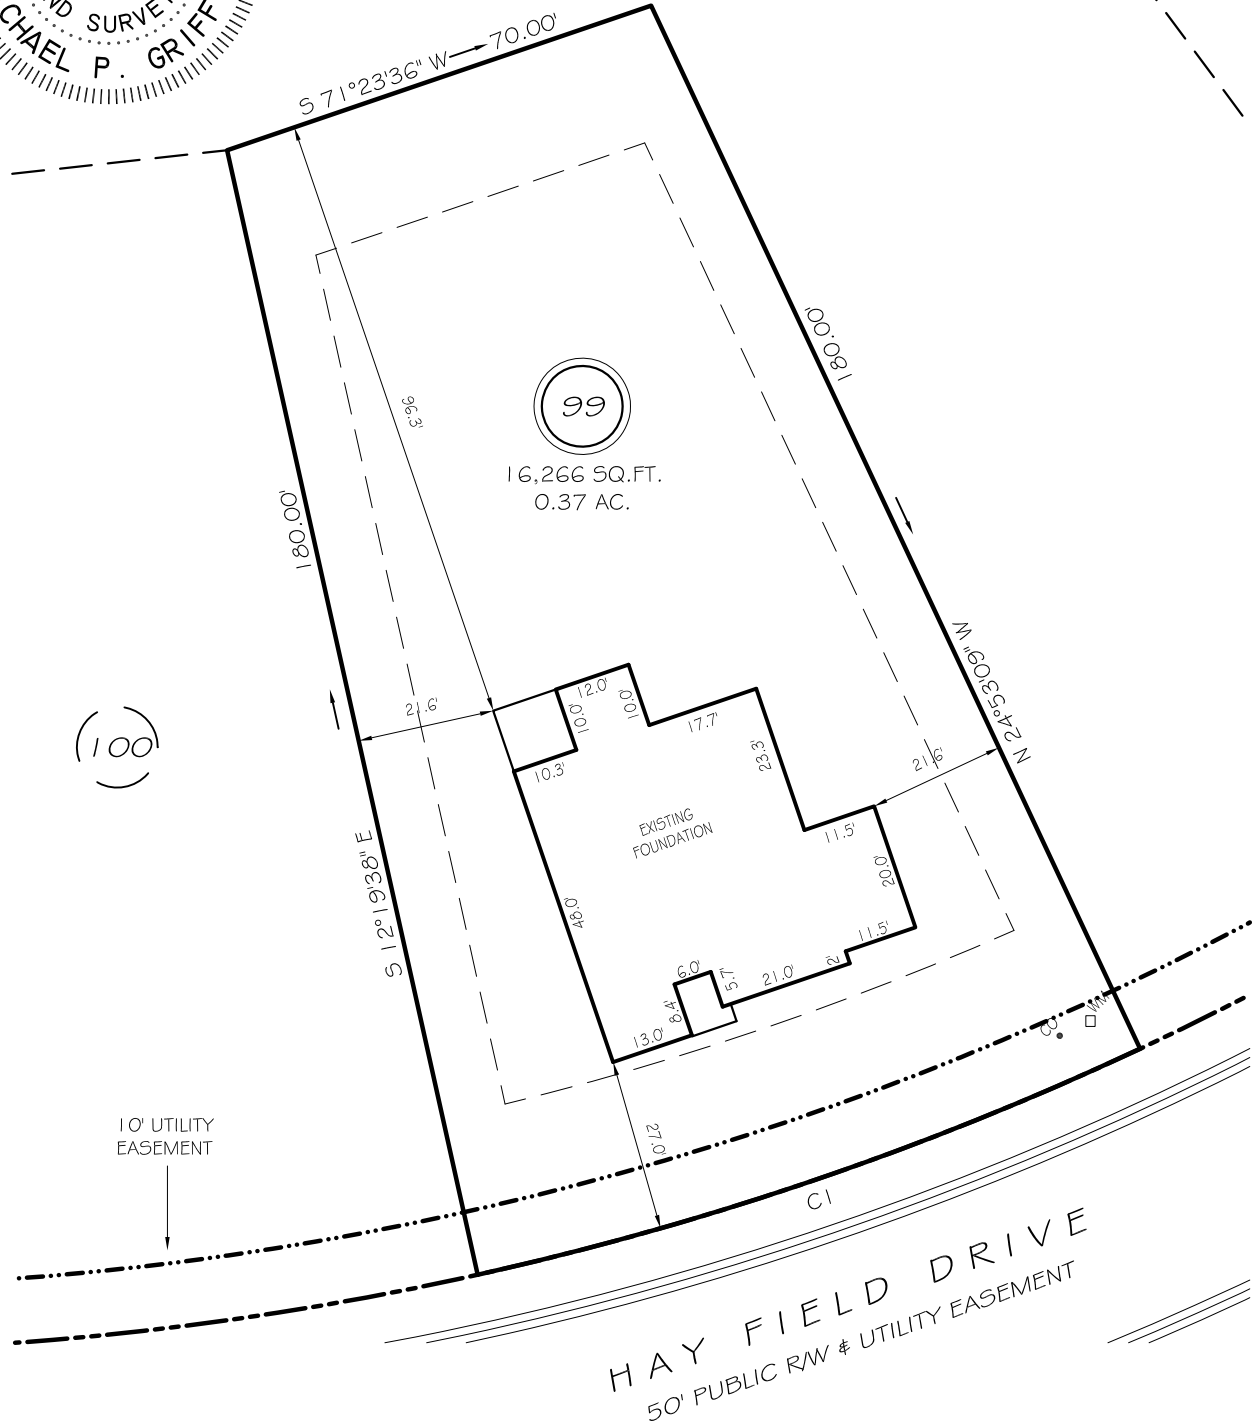 SURVEY
CHAEL P. GRIFF
S 71°23'36" W
70.00'
180.00'
96.3'
99
16,266 SQ.FT.
0.37 AC.
180.00'
N 24°53'09" W
21.6'
12.0'
10.0'
10.0'
17.7'
100
10.3'
23.3'
21.6'
EXISTING
FOUNDATION
11.5'
S 12°19'38" E
48.0'
20.0'
11.5'
2'
6.0'
5.7'
21.0'
8.4'
13.0'
CO
WM
10' UTILITY
EASEMENT
27.0'
C1
HAY FIELD DRIVE
50' PUBLIC R/W & UTILITY EASEMENT